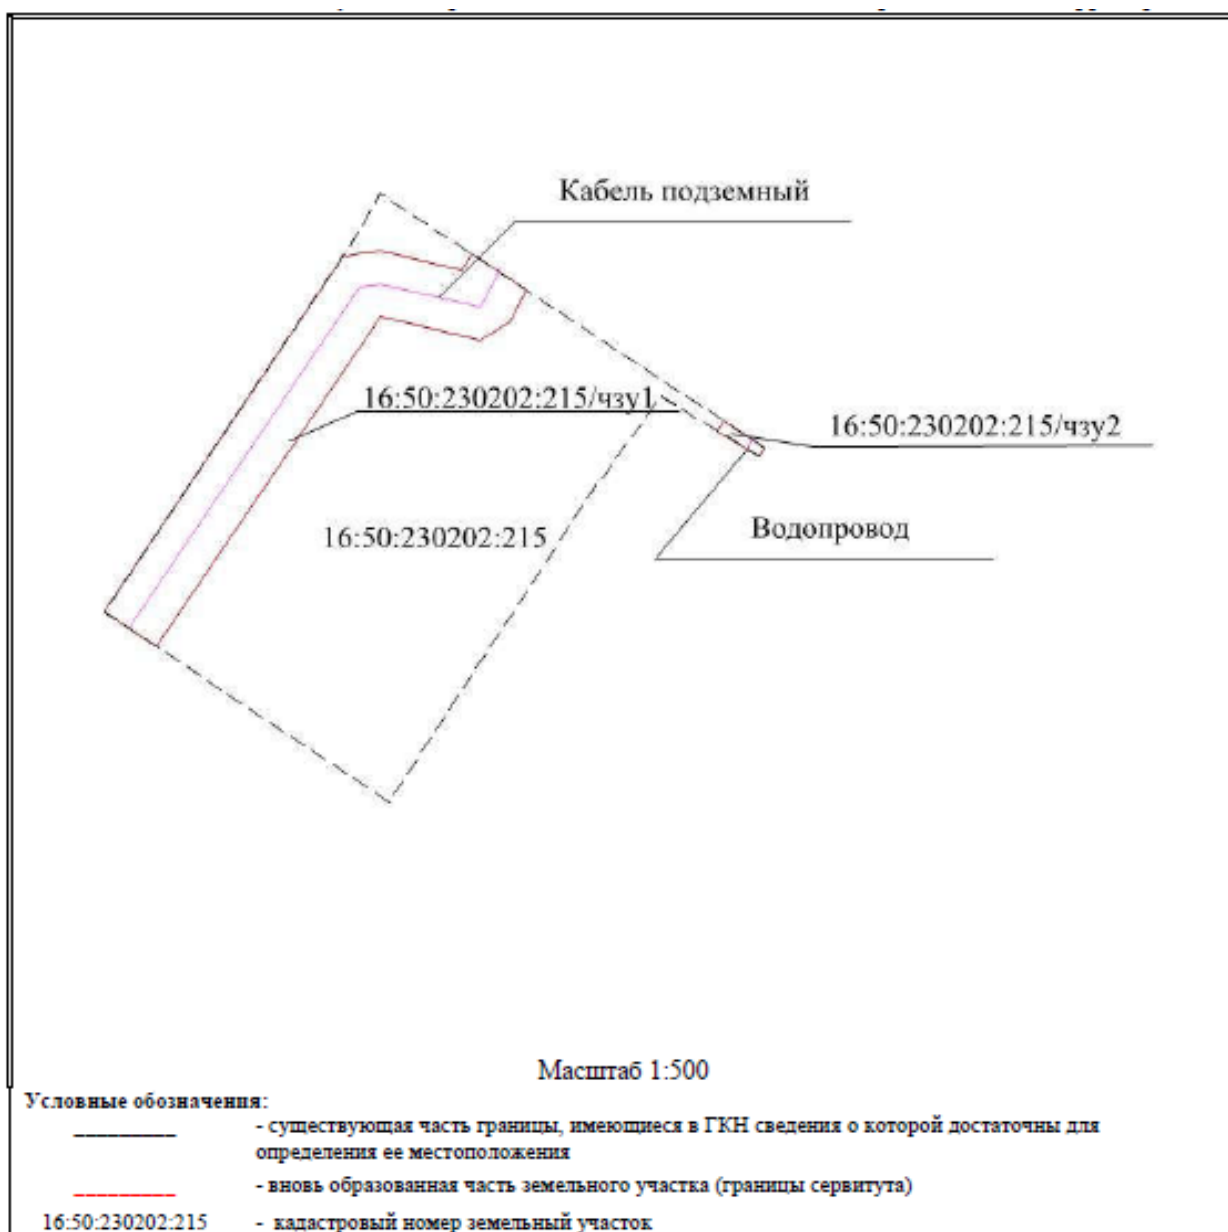 Кабель подземный
16:50:230202:215/чзу1
16:50:230202:215/чзу2
16:50:230202:215
Водопровод
Масштаб 1:500
Условные обозначения:
- существующая часть границы, имеющиеся в ГКН сведения о которой достаточны для
определения ее местоположения
- вновь образованная часть земельного участка (границы сервитута)
16:50:230202:215 - кадастровый номер земельный участок